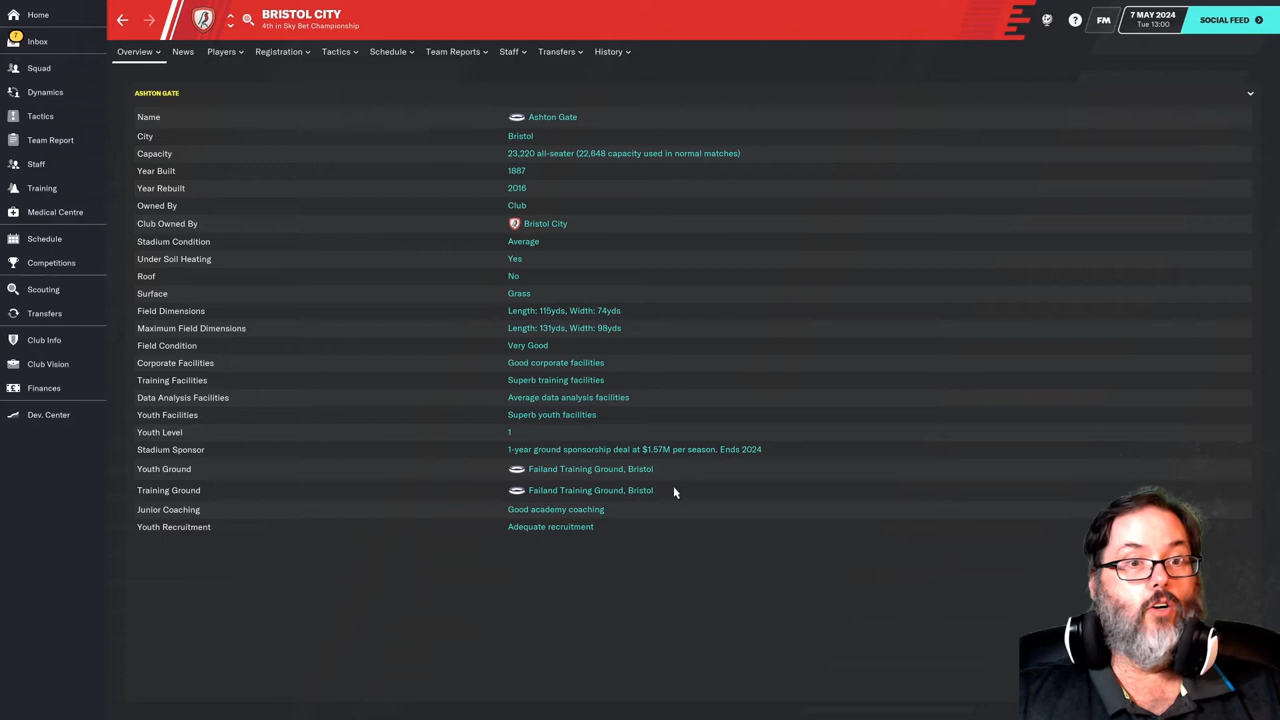 Home
7
Inbox
Squad
Dynamics
Tactics
Team Report
Staff
Training
Medical Centre
Schedule
Competitions
Scouting
Transfers
Club Info
Club Vision
Finances
Dev. Center
BRISTOL CITY
4th in Sky Bet Championship
?
FM
7 MAY 2024
Tue 13:00
SOCIAL FEED
Overview News Players Registration Tactics Schedule Team Reports Staff Transfers History
ASHTON GATE
Name Ashton Gate
City Bristol
Capacity 23,220 all-seater (22,648 capacity used in normal matches)
Year Built 1887
Year Rebuilt 2016
Owned By Club
Club Owned By Bristol City
Stadium Condition Average
Under Soil Heating Yes
Roof No
Surface Grass
Field Dimensions Length: 115yds, Width: 74yds
Maximum Field Dimensions Length: 131yds, Width: 98yds
Field Condition Very Good
Corporate Facilities Good corporate facilities
Training Facilities Superb training facilities
Data Analysis Facilities Average data analysis facilities
Youth Facilities Superb youth facilities
Youth Level 1
Stadium Sponsor 1-year ground sponsorship deal at $1.57M per season. Ends 2024
Youth Ground Failand Training Ground, Bristol
Training Ground Failand Training Ground, Bristol
Junior Coaching Good academy coaching
Youth Recruitment Adequate recruitment